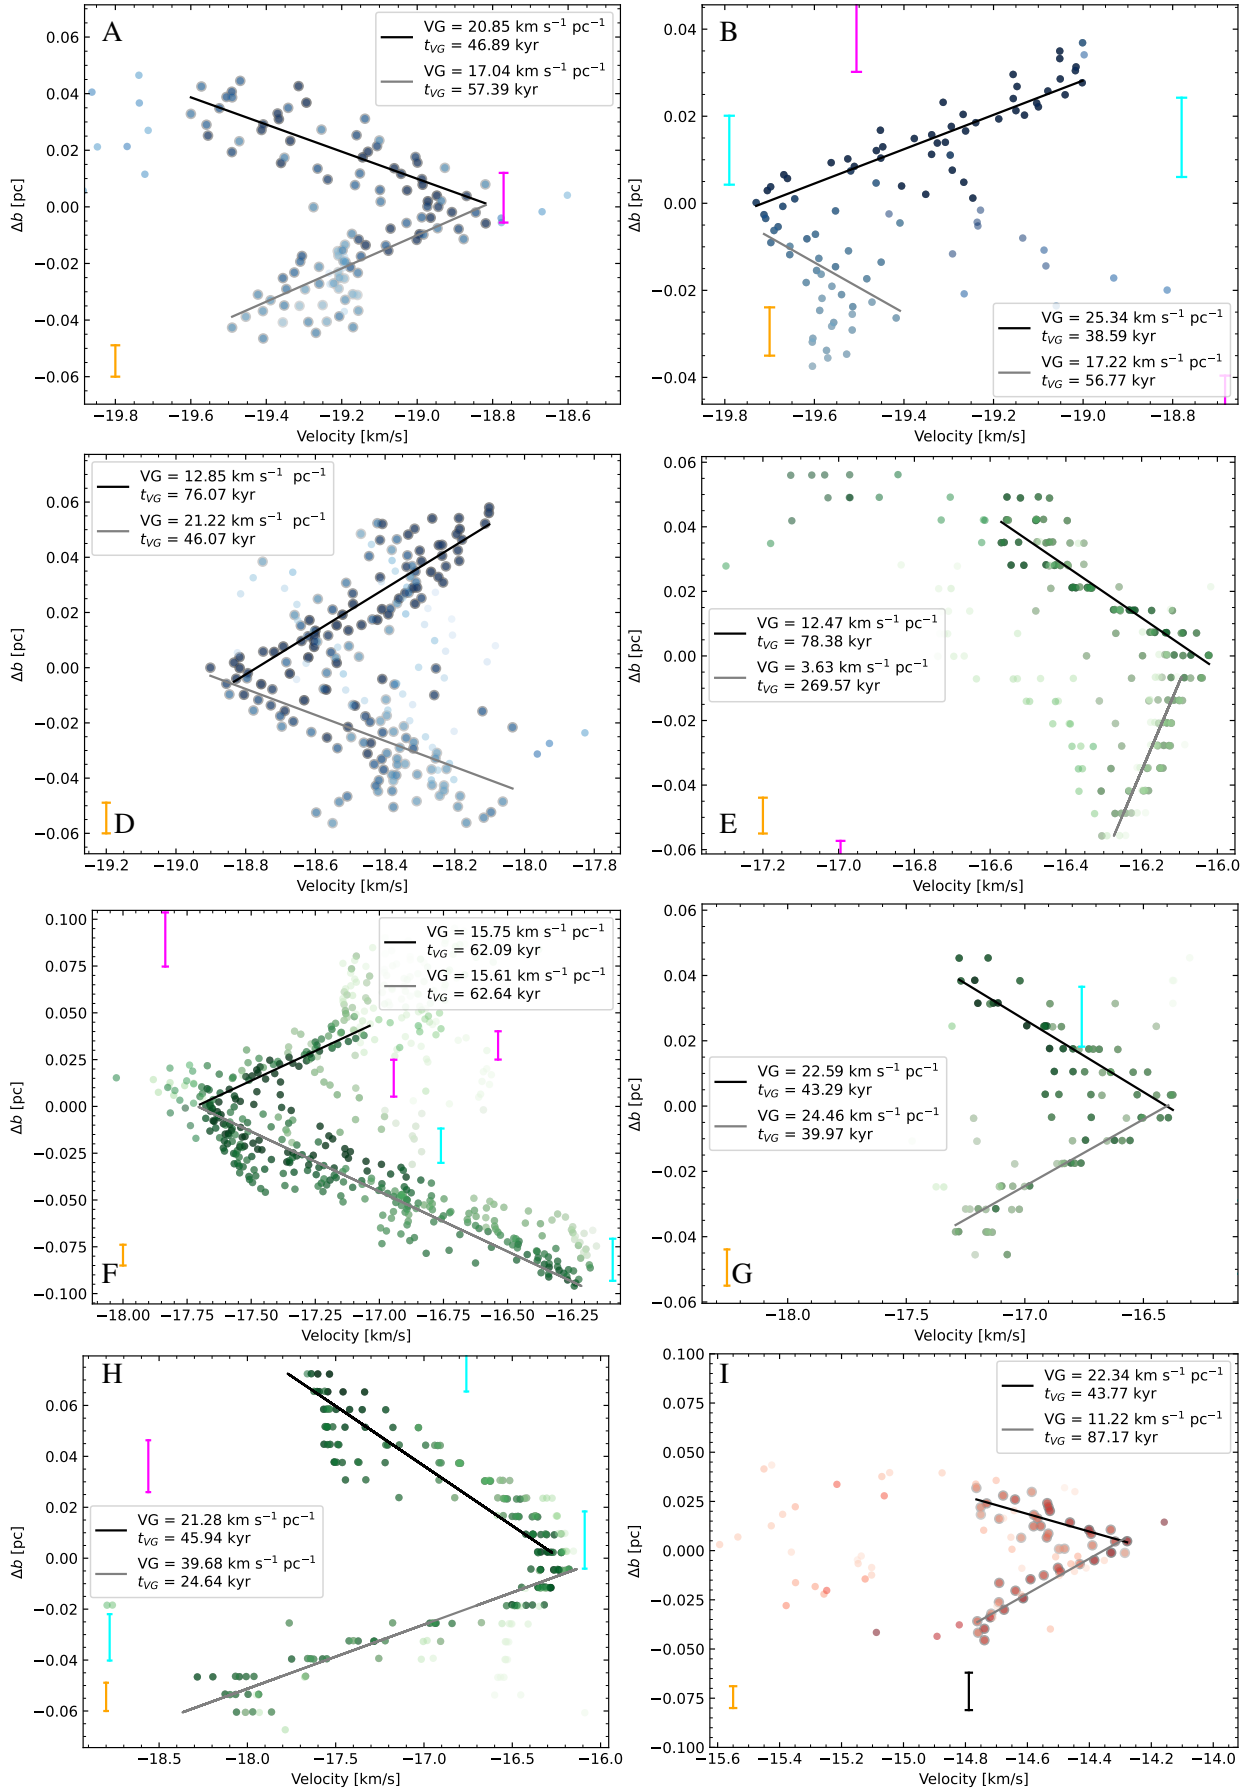 A
VG = 20.85 km s⁻¹ pc⁻¹
t_VG = 46.89 kyr
VG = 17.04 km s⁻¹ pc⁻¹
t_VG = 57.39 kyr
0.06
0.04
0.02
0.00
−0.02
−0.04
−0.06
Δb [pc]
−19.8 −19.6 −19.4 −19.2 −19.0 −18.8 −18.6
Velocity [km/s]
B
0.04
0.02
0.00
−0.02
−0.04
Δb [pc]
VG = 25.34 km s⁻¹ pc⁻¹
t_VG = 38.59 kyr
VG = 17.22 km s⁻¹ pc⁻¹
t_VG = 56.77 kyr
−19.8 −19.6 −19.4 −19.2 −19.0 −18.8
Velocity [km/s]
VG = 12.85 km s⁻¹ pc⁻¹
t_VG = 76.07 kyr
VG = 21.22 km s⁻¹ pc⁻¹
t_VG = 46.07 kyr
0.06
0.04
0.02
0.00
−0.02
−0.04
−0.06
Δb [pc]
D
−19.2 −19.0 −18.8 −18.6 −18.4 −18.2 −18.0 −17.8
Velocity [km/s]
0.06
0.04
0.02
0.00
−0.02
−0.04
−0.06
Δb [pc]
VG = 12.47 km s⁻¹ pc⁻¹
t_VG = 78.38 kyr
VG = 3.63 km s⁻¹ pc⁻¹
t_VG = 269.57 kyr
E
−17.2 −17.0 −16.8 −16.6 −16.4 −16.2 −16.0
Velocity [km/s]
VG = 15.75 km s⁻¹ pc⁻¹
t_VG = 62.09 kyr
VG = 15.61 km s⁻¹ pc⁻¹
t_VG = 62.64 kyr
0.100
0.075
0.050
0.025
0.000
−0.025
−0.050
−0.075
−0.100
Δb [pc]
F
−18.00 −17.75 −17.50 −17.25 −17.00 −16.75 −16.50 −16.25
Velocity [km/s]
0.06
0.04
0.02
0.00
−0.02
−0.04
−0.06
Δb [pc]
VG = 22.59 km s⁻¹ pc⁻¹
t_VG = 43.29 kyr
VG = 24.46 km s⁻¹ pc⁻¹
t_VG = 39.97 kyr
G
−18.0 −17.5 −17.0 −16.5
Velocity [km/s]
H
0.06
0.04
0.02
0.00
−0.02
−0.04
−0.06
Δb [pc]
VG = 21.28 km s⁻¹ pc⁻¹
t_VG = 45.94 kyr
VG = 39.68 km s⁻¹ pc⁻¹
t_VG = 24.64 kyr
−18.5 −18.0 −17.5 −17.0 −16.5 −16.0
Velocity [km/s]
I
VG = 22.34 km s⁻¹ pc⁻¹
t_VG = 43.77 kyr
VG = 11.22 km s⁻¹ pc⁻¹
t_VG = 87.17 kyr
0.100
0.075
0.050
0.025
0.000
−0.025
−0.050
−0.075
−0.100
Δb [pc]
−15.6 −15.4 −15.2 −15.0 −14.8 −14.6 −14.4 −14.2 −14.0
Velocity [km/s]